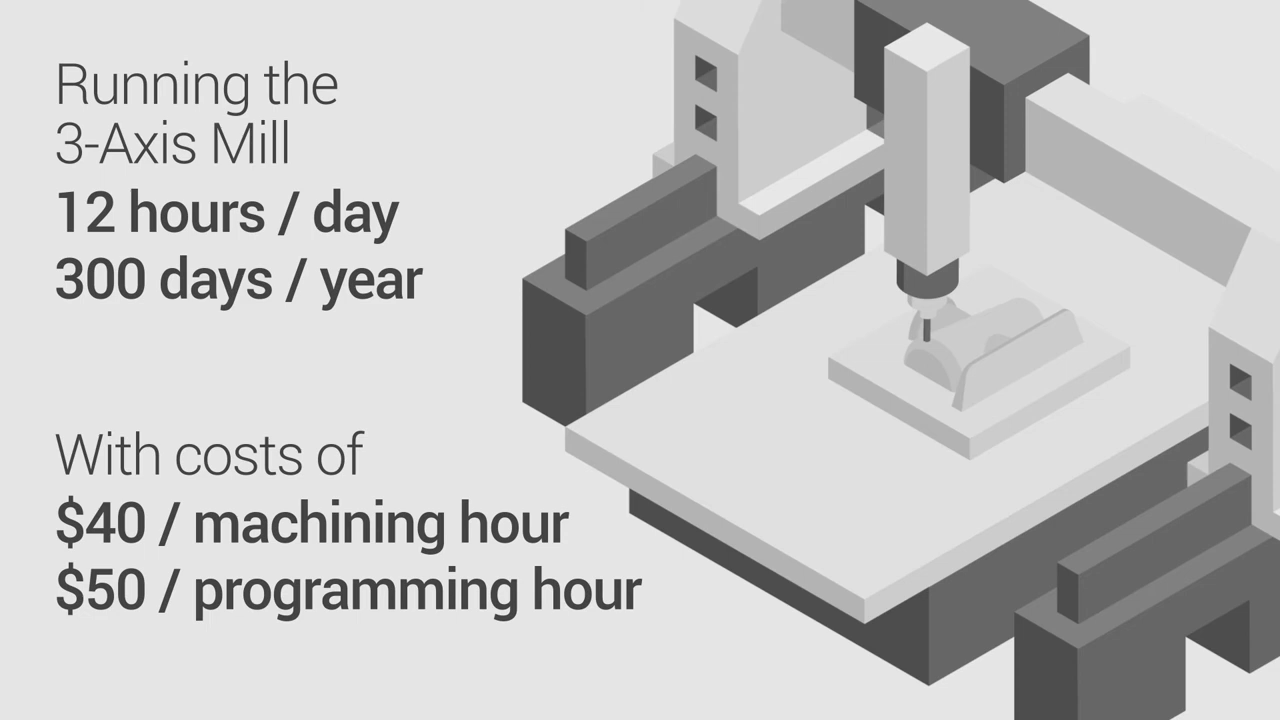 Running the
3-Axis Mill
12 hours / day
300 days / year
With costs of
$40 / machining hour
$50 / programming hour